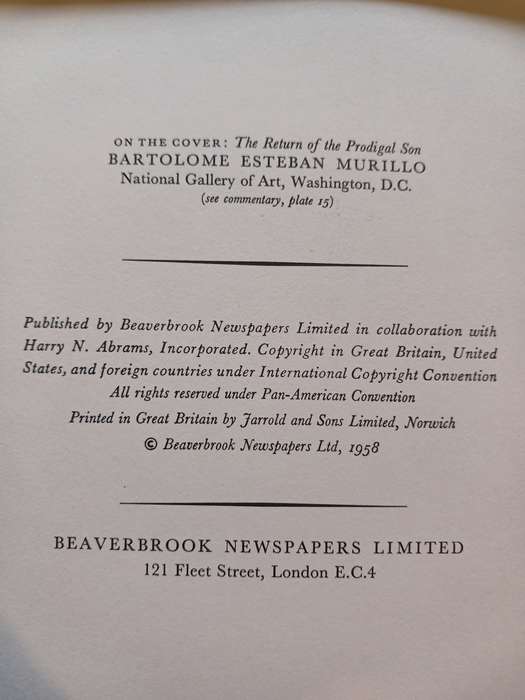 ON THE COVER: The Return of the Prodigal Son
BARTOLOME ESTEBAN MURILLO
National Gallery of Art, Washington, D.C.
(see commentary, plate 15)
Published by Beaverbrook Newspapers Limited in collaboration with
Harry N. Abrams, Incorporated. Copyright in Great Britain, United
States, and foreign countries under International Copyright Convention
All rights reserved under Pan-American Convention
Printed in Great Britain by Jarrold and Sons Limited, Norwich
© Beaverbrook Newspapers Ltd, 1958
BEAVERBROOK NEWSPAPERS LIMITED
121 Fleet Street, London E.C.4